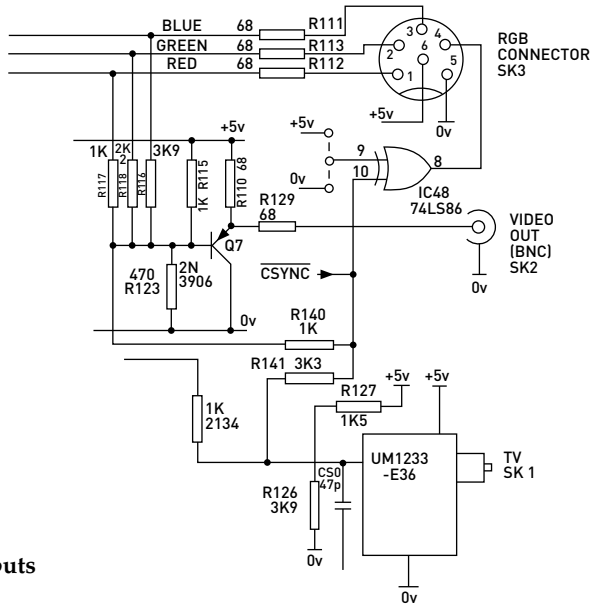 BLUE 68 R111
GREEN 68 R113
RED 68 R112
3 4
2 6 5
1
RGB
CONNECTOR
SK3
+5v 0v
+5v +5v
1K 2K2 3K9
R117 R118 R116
1K R115
R110 68
9 8
10
0v
IC48
74LS86
R129
68
Q7
VIDEO
OUT
(BNC)
SK2
0v
CSYNC
470
R123
2N
3906
0v
R140
1K
R141 3K3
R127
1K5
+5v +5v
1K
2134
UM1233
-E36
TV
SK 1
CS0
47p
R126
3K9
0v
0v
uts